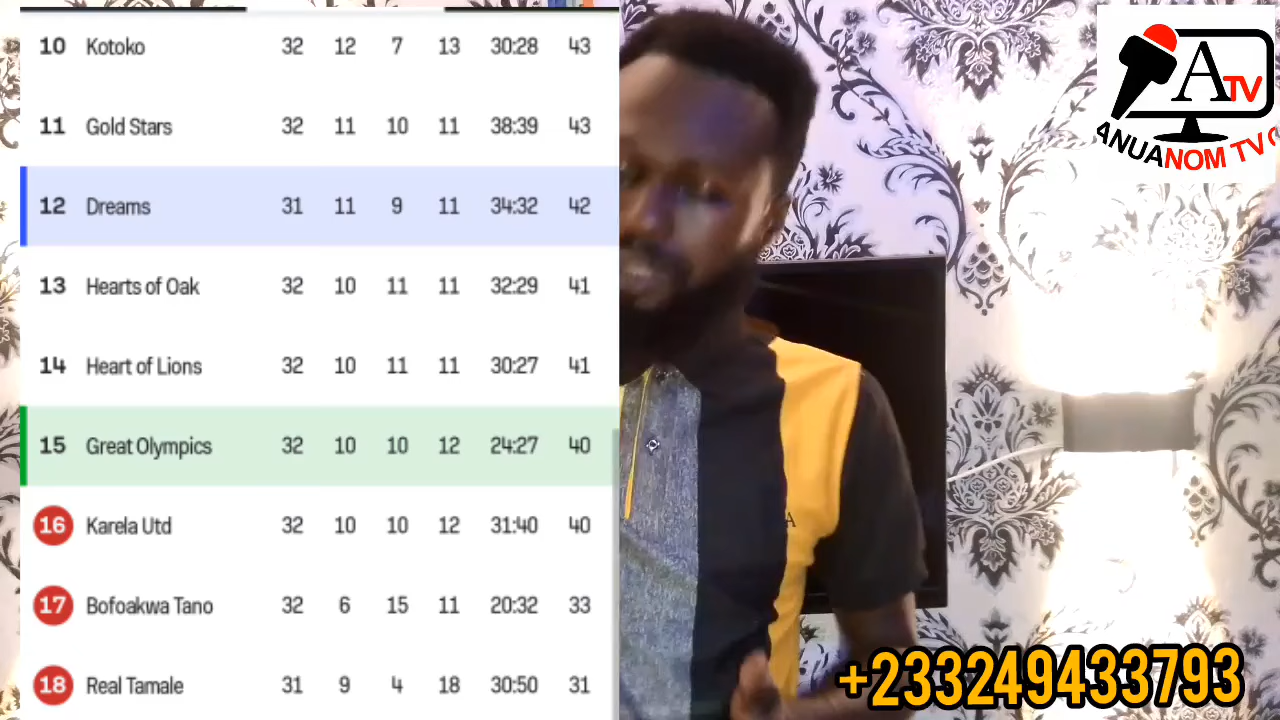 10 Kotoko 32 12 7 13 30:28 43
11 Gold Stars 32 11 10 11 38:39 43
12 Dreams 31 11 9 11 34:32 42
13 Hearts of Oak 32 10 11 11 32:29 41
14 Heart of Lions 32 10 11 11 30:27 41
15 Great Olympics 32 10 10 12 24:27 40
16 Karela Utd 32 10 10 12 31:40 40
17 Bofoakwa Tano 32 6 15 11 20:32 33
18 Real Tamale 31 9 4 18 30:50 31
A TV
ANUANOM TV G
A
+233249433793